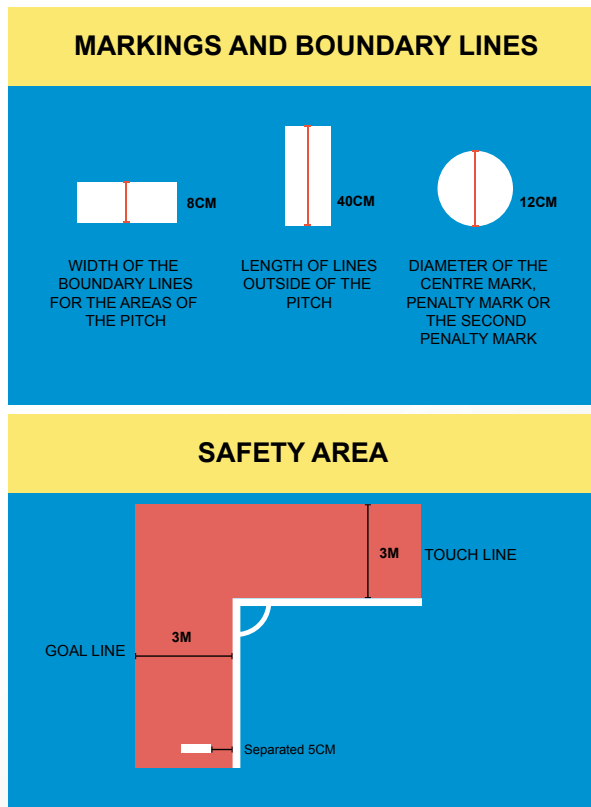 MARKINGS AND BOUNDARY LINES
8CM
40CM
12CM
WIDTH OF THE
BOUNDARY LINES
FOR THE AREAS OF
THE PITCH
LENGTH OF LINES
OUTSIDE OF THE
PITCH
DIAMETER OF THE
CENTRE MARK,
PENALTY MARK OR
THE SECOND
PENALTY MARK
SAFETY AREA
3M
TOUCH LINE
3M
GOAL LINE
Separated 5CM